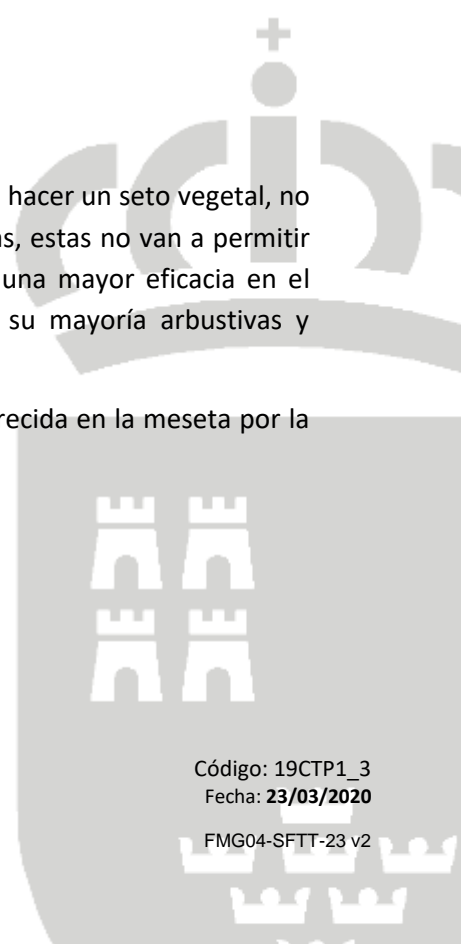 hacer un seto vegetal, no
s, estas no van a permitir
una mayor eficacia en el
su mayoría arbustivas y
recida en la meseta por la
Código: 19CTP1_3
Fecha: 23/03/2020
FMG04-SFTT-23 v2